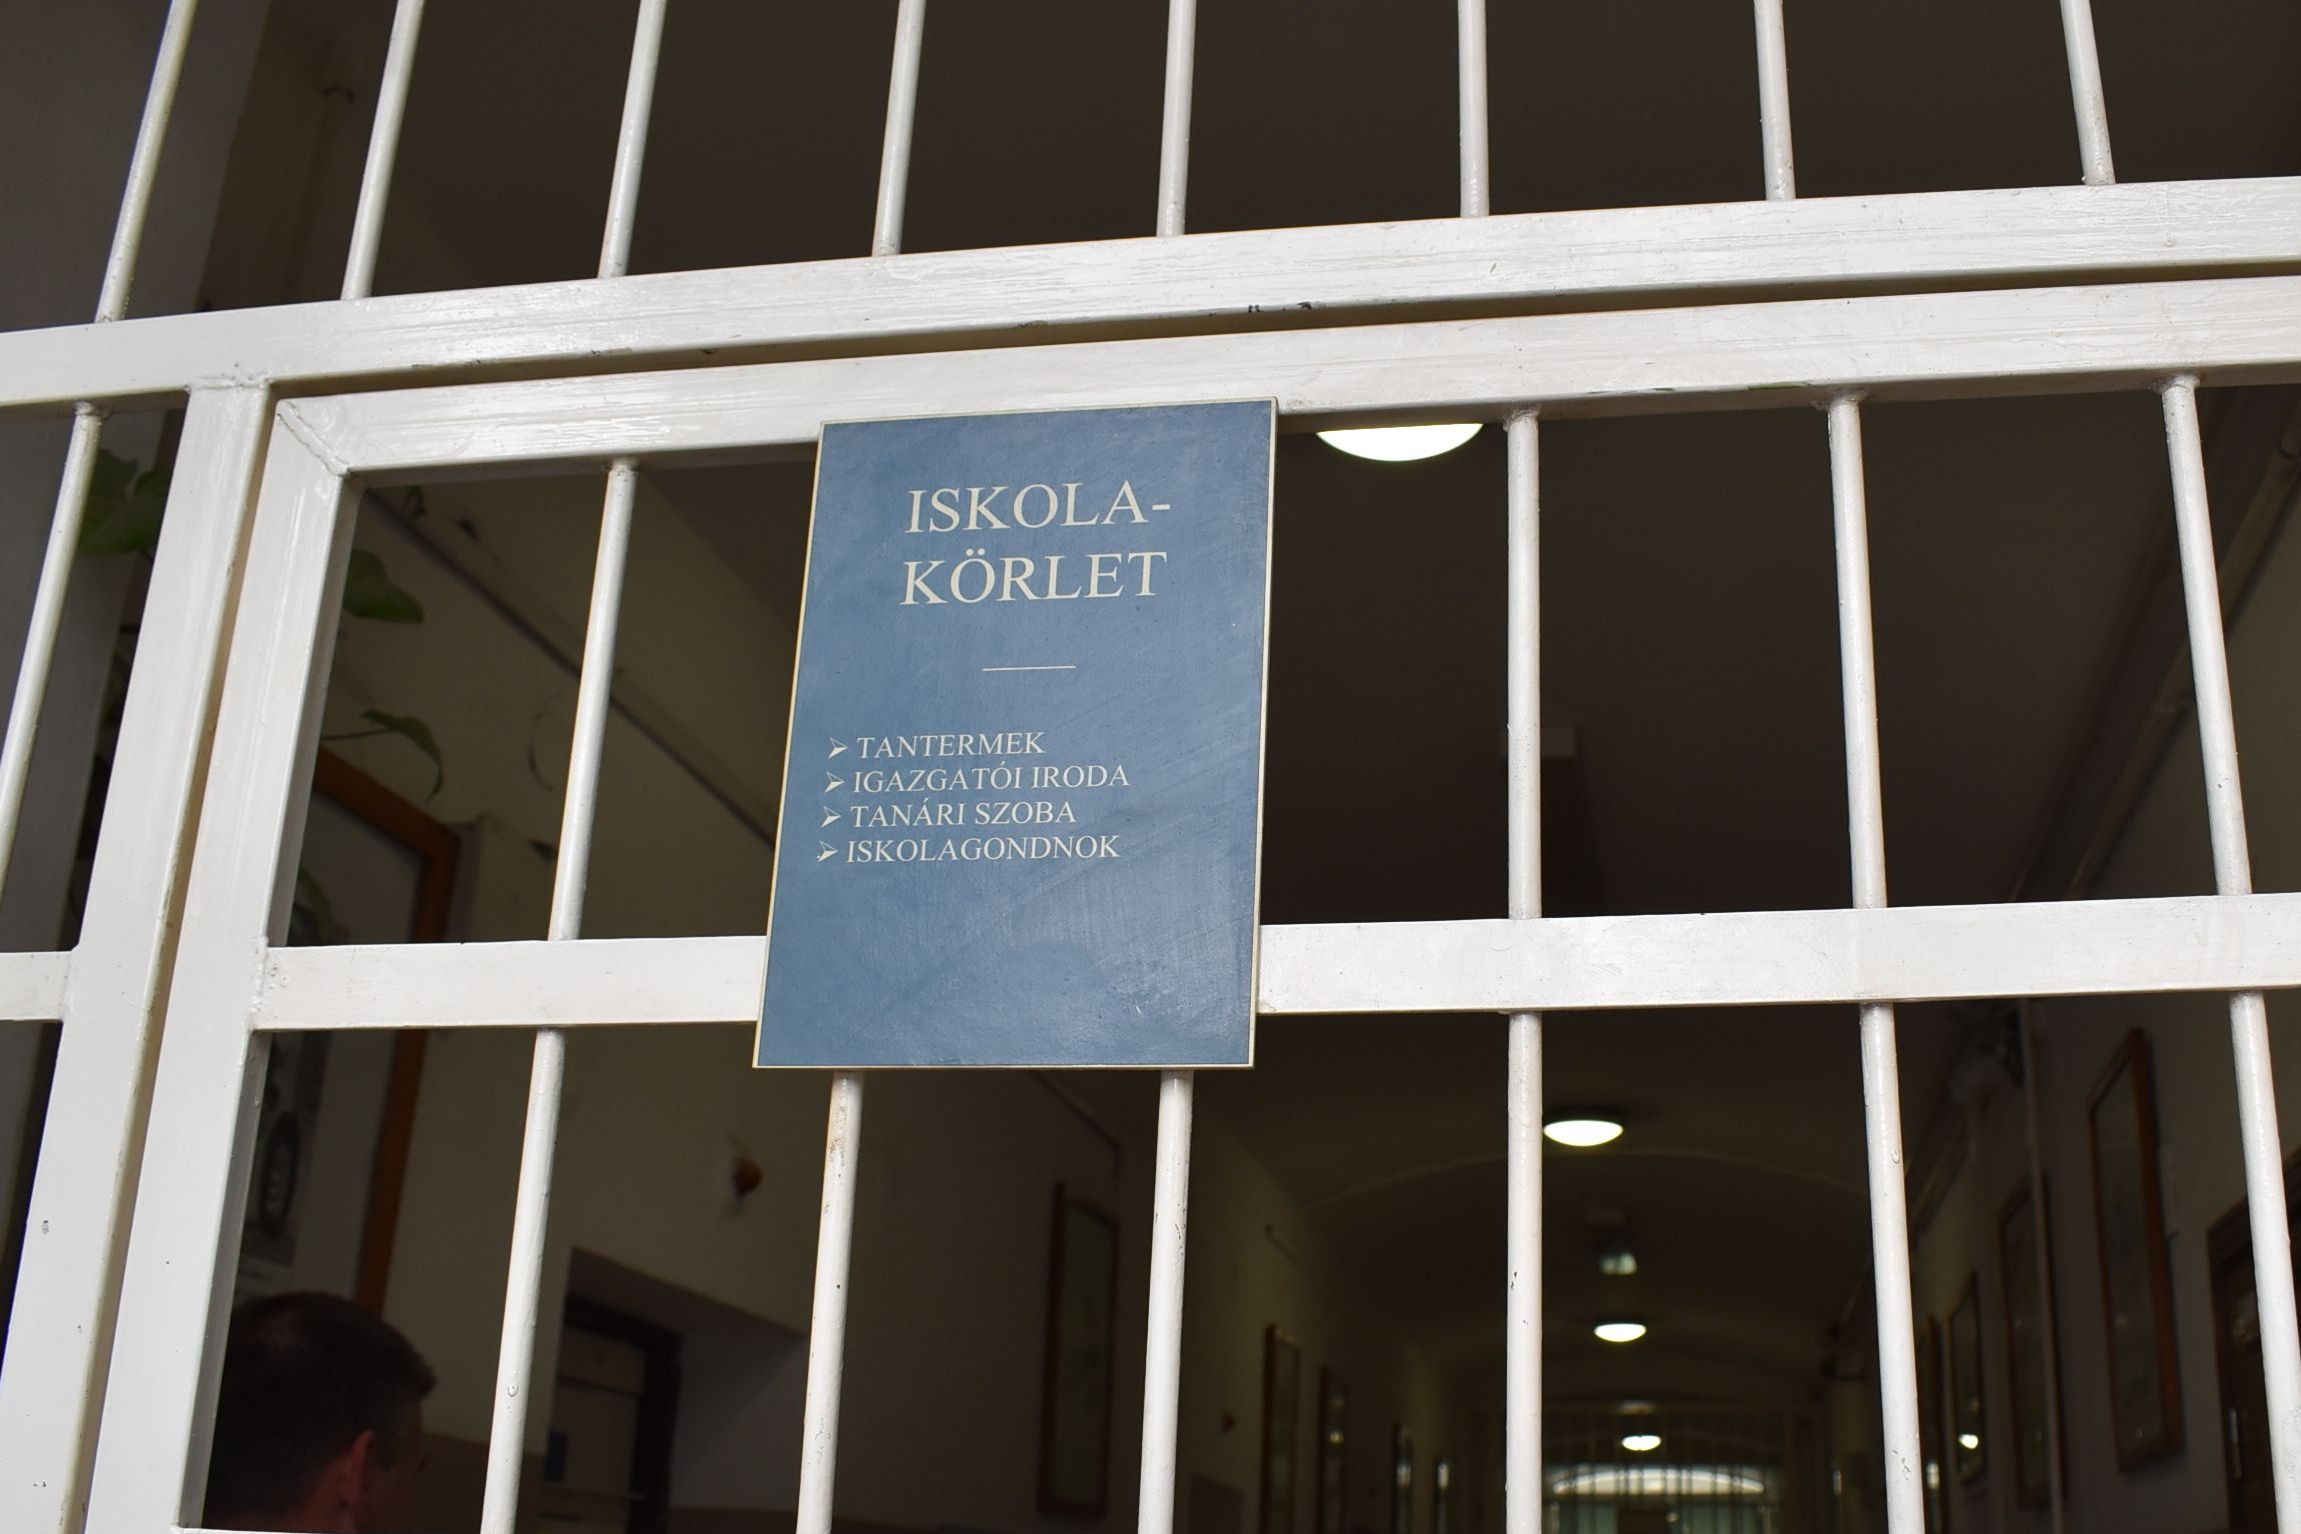 ISKOLA-
KÖRLET
⮚ TANTERMEK
⮚ IGAZGATÓI IRODA
⮚ TANÁRI SZOBA
⮚ ISKOLAGONDNOK